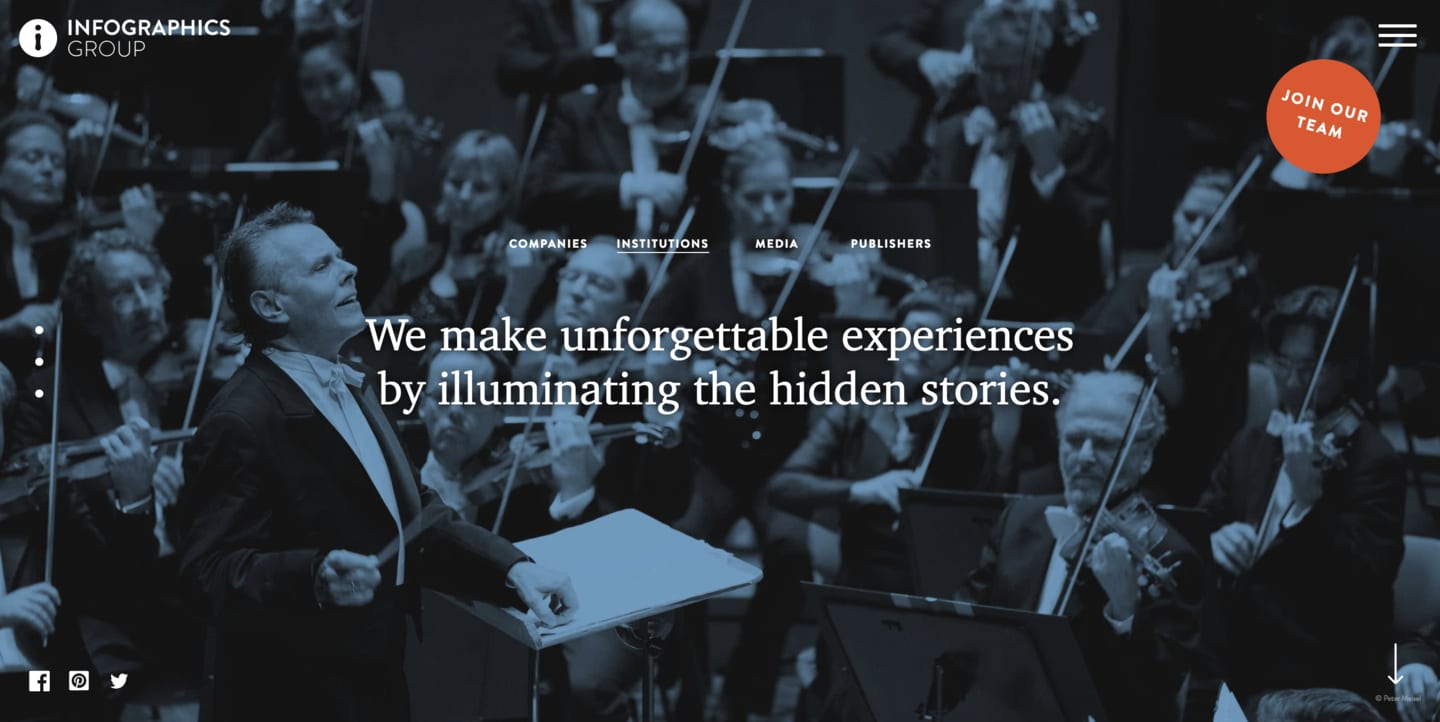 INFOGRAPHICS
GROUP
JOIN OUR
TEAM
COMPANIES INSTITUTIONS MEDIA PUBLISHERS
We make unforgettable experiences
by illuminating the hidden stories.
© Peter Meisel